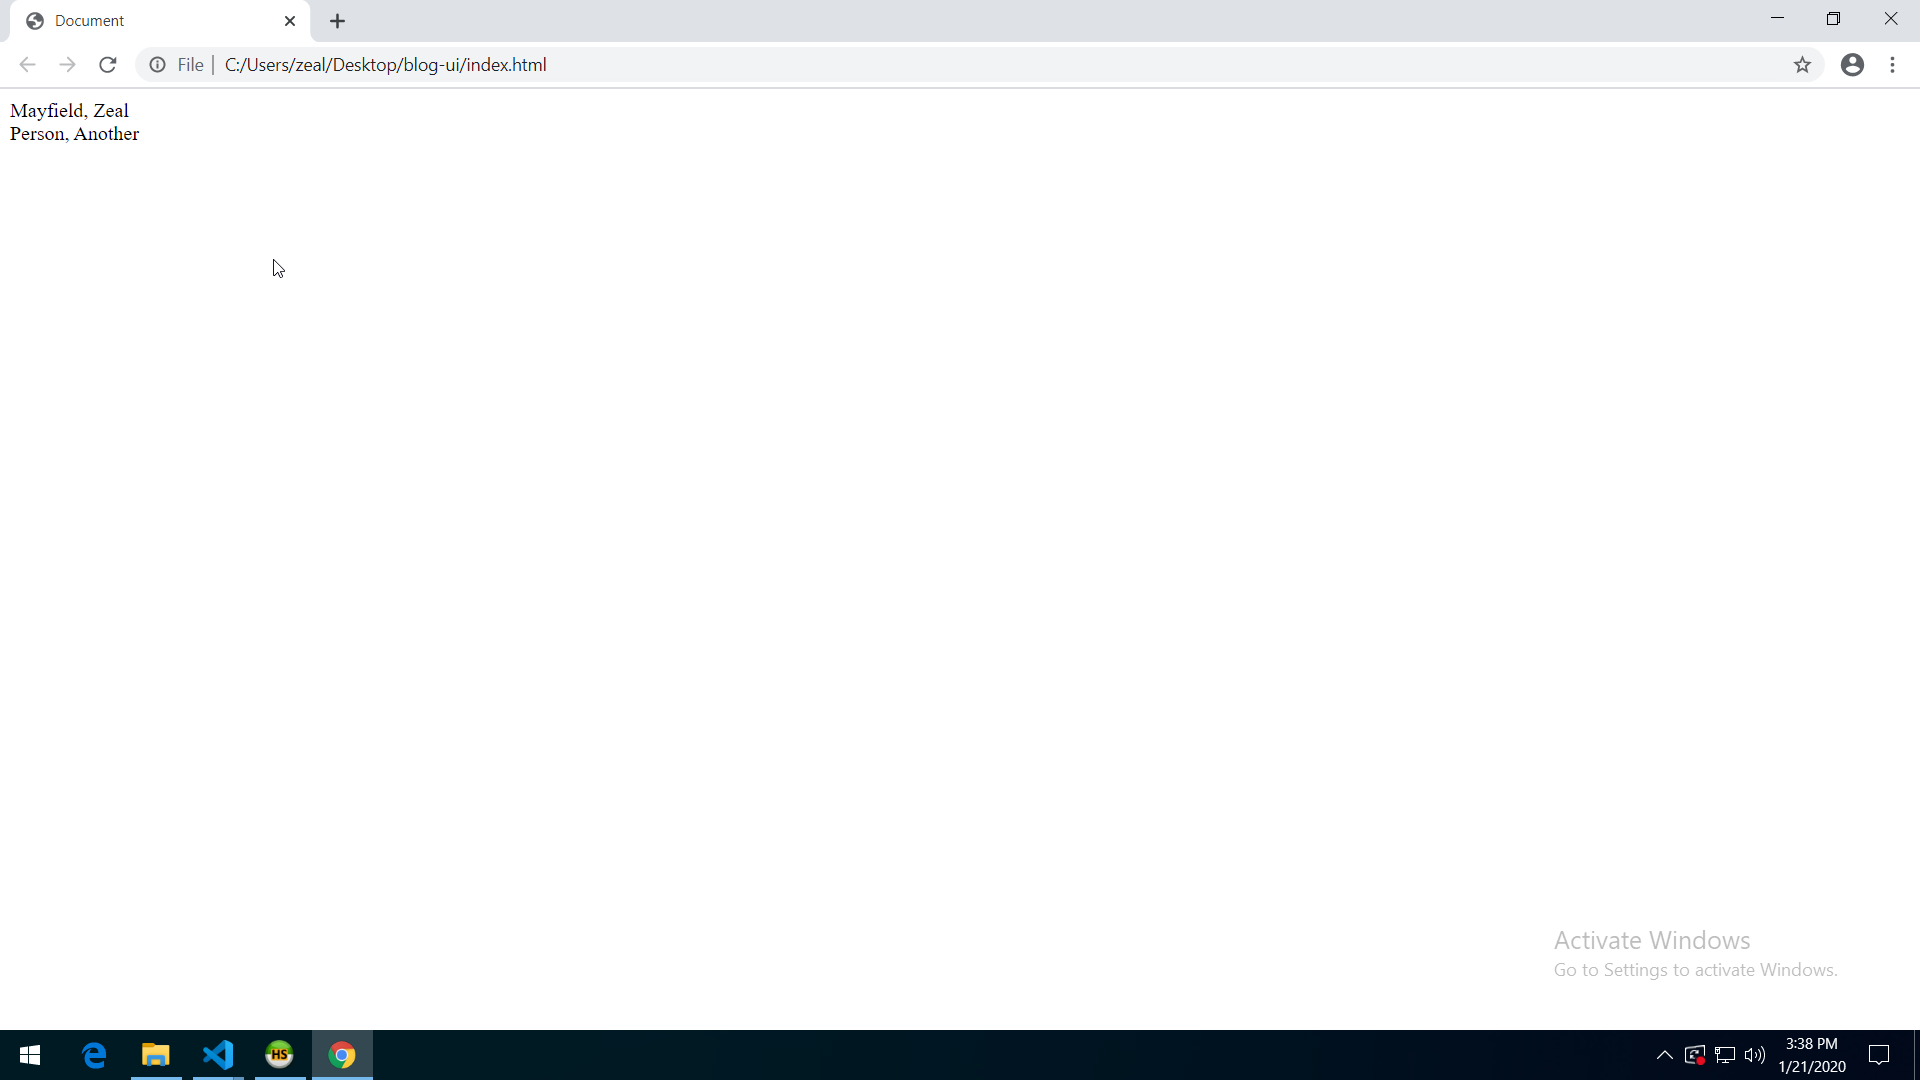 Document
File
C:/Users/zeal/Desktop/blog-ui/index.html
Mayfield, Zeal
Person, Another
Activate Windows
Go to Settings to activate Windows.
HS
3:38 PM
1/21/2020